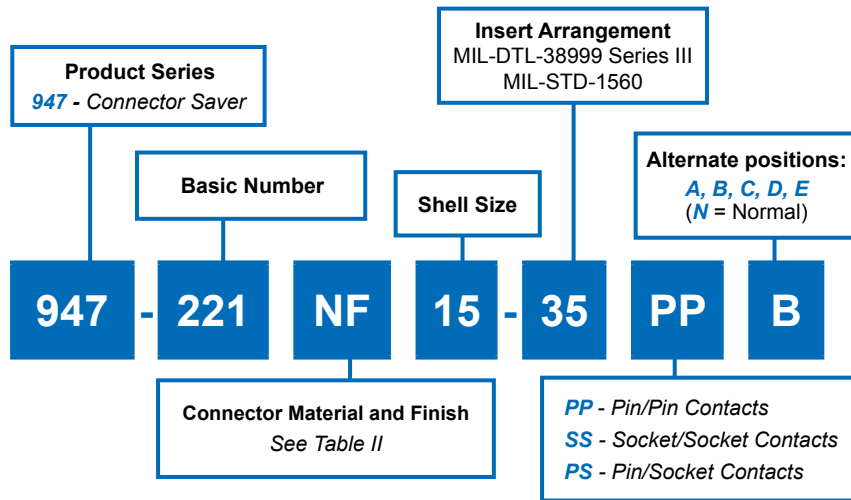 Insert Arrangement
MIL-DTL-38999 Series III
MIL-STD-1560
Product Series
947 - Connector Saver
Basic Number
Shell Size
Alternate positions:
A, B, C, D, E
(N = Normal)
947 - 221 NF 15 - 35 PP B
Connector Material and Finish
See Table II
PP - Pin/Pin Contacts
SS - Socket/Socket Contacts
PS - Pin/Socket Contacts